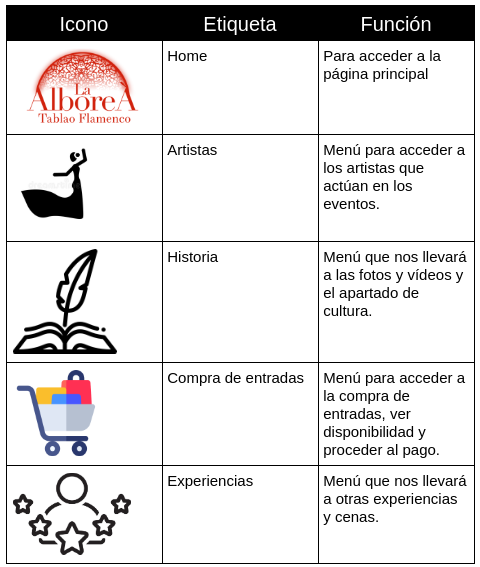 Icono Etiqueta Función
La
AlboreA
Tablao Flamenco
Home
Para acceder a la
página principal
Artistas
Menú para acceder a
los artistas que
actúan en los
eventos.
Historia
Menú que nos llevará
a las fotos y vídeos y
el apartado de
cultura.
Compra de entradas
Menú para acceder a
la compra de
entradas, ver
disponibilidad y
proceder al pago.
Experiencias
Menú que nos llevará
a otras experiencias
y cenas.